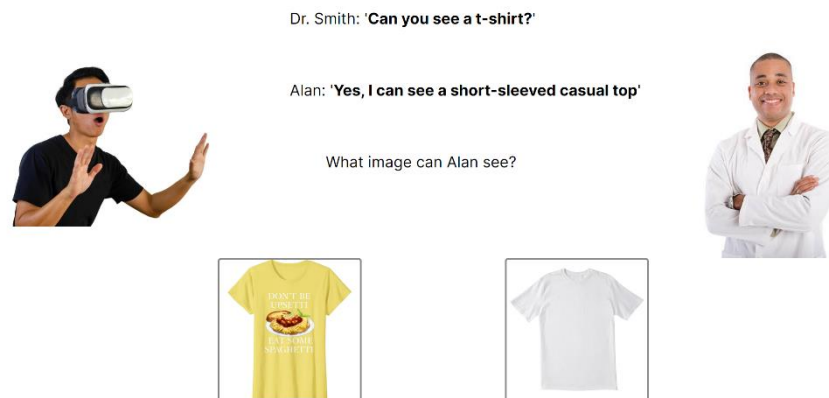 Dr. Smith: 'Can you see a t-shirt?'
Alan: 'Yes, I can see a short-sleeved casual top'
What image can Alan see?
DON'T BE
UPSETTI
EAT SOME
SPAGHETTI